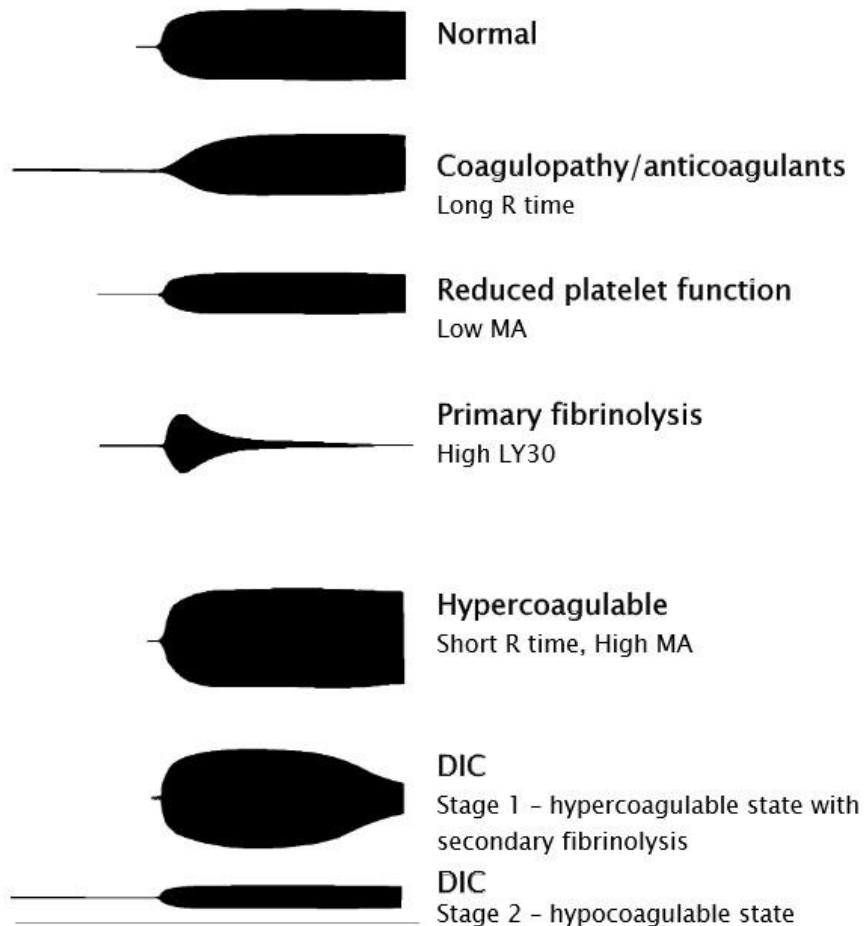 Normal
Coagulopathy/anticoagulants
Long R time
Reduced platelet function
Low MA
Primary fibrinolysis
High LY30
Hypercoagulable
Short R time, High MA
DIC
Stage 1 – hypercoagulable state with
secondary fibrinolysis
DIC
Stage 2 – hypocoagulable state